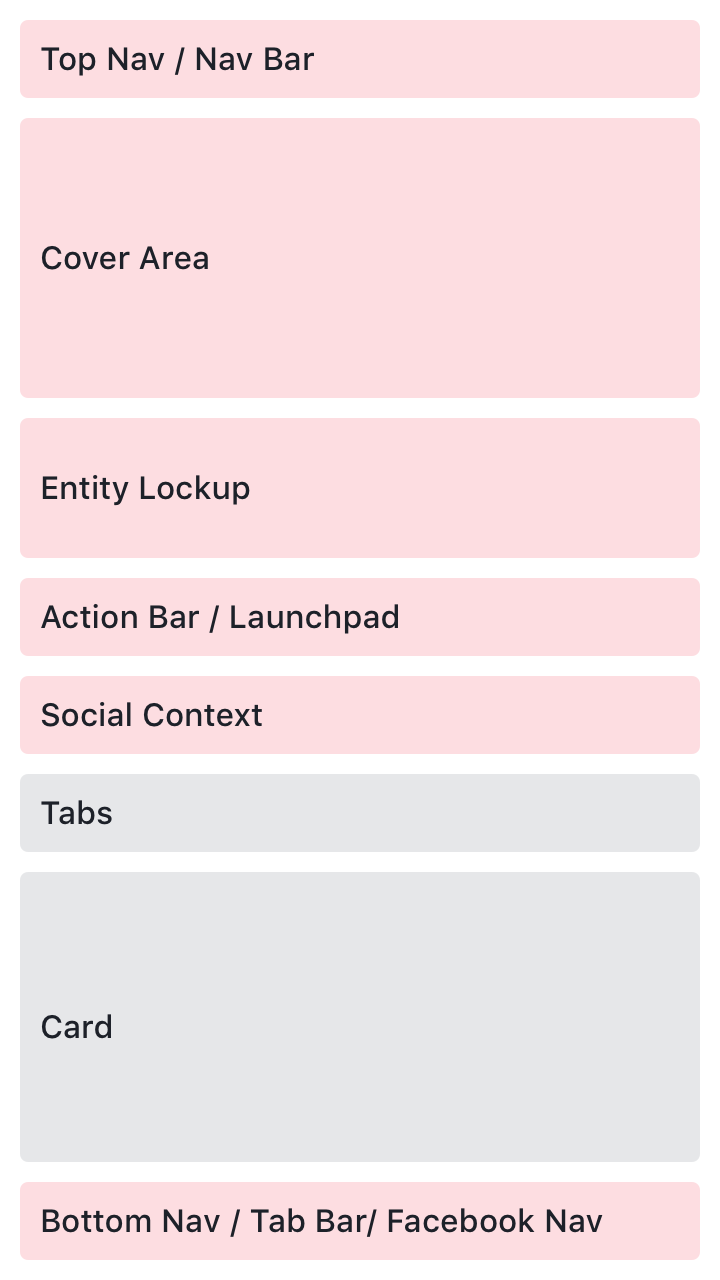 Top Nav / Nav Bar
Cover Area
Entity Lockup
Action Bar / Launchpad
Social Context
Tabs
Card
Bottom Nav / Tab Bar/ Facebook Nav